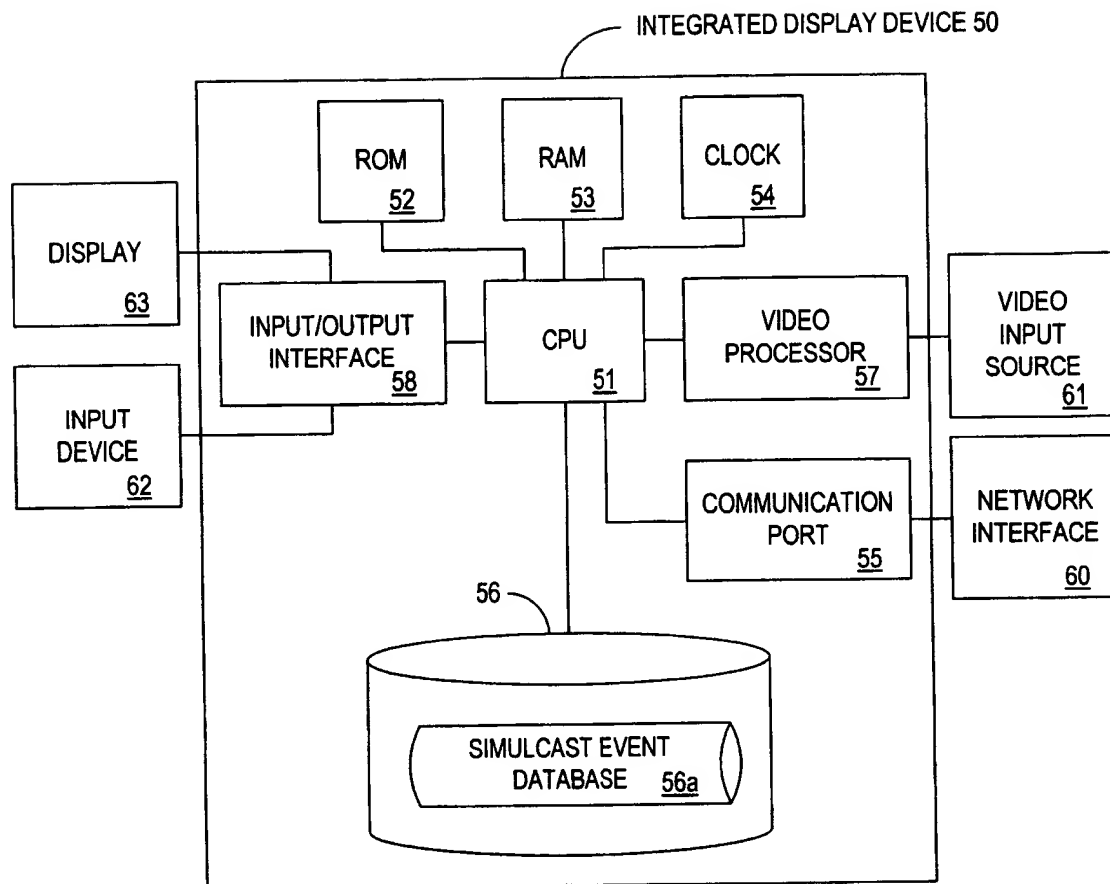 INTEGRATED DISPLAY DEVICE 50
ROM
52
RAM
53
CLOCK
54
DISPLAY
63
INPUT/OUTPUT
INTERFACE
58
CPU
51
VIDEO
PROCESSOR
57
VIDEO
INPUT
SOURCE
61
INPUT
DEVICE
62
COMMUNICATION
PORT
55
NETWORK
INTERFACE
60
56
SIMULCAST EVENT
DATABASE
56a